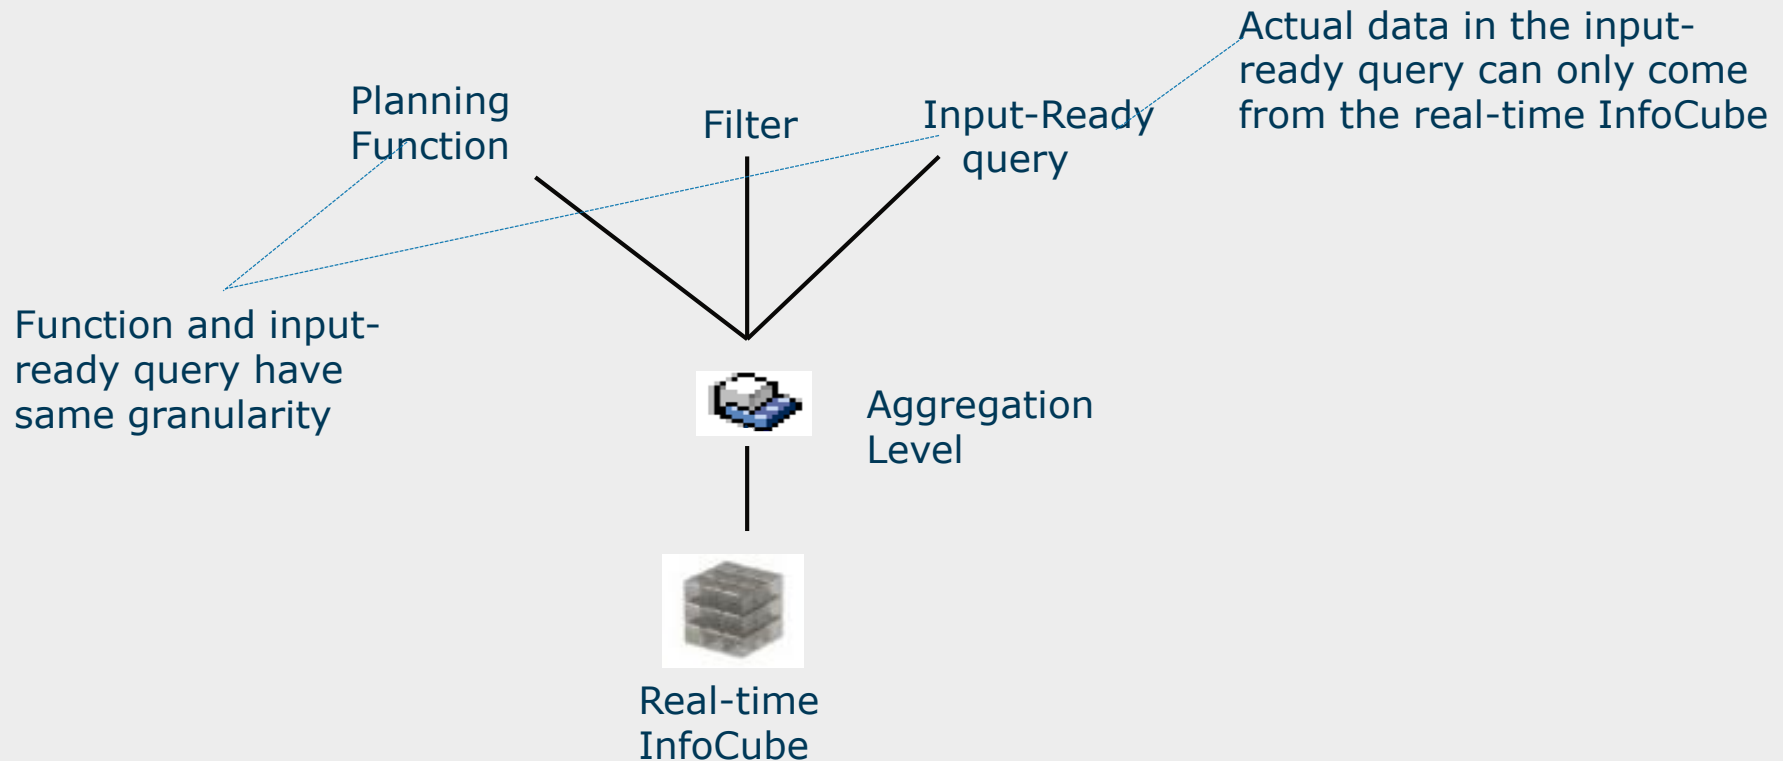 Actual data in the input-
ready query can only come
from the real-time InfoCube
Planning
Function
Filter
Input-Ready
query
Function and input-
ready query have
same granularity
Aggregation
Level
Real-time
InfoCube